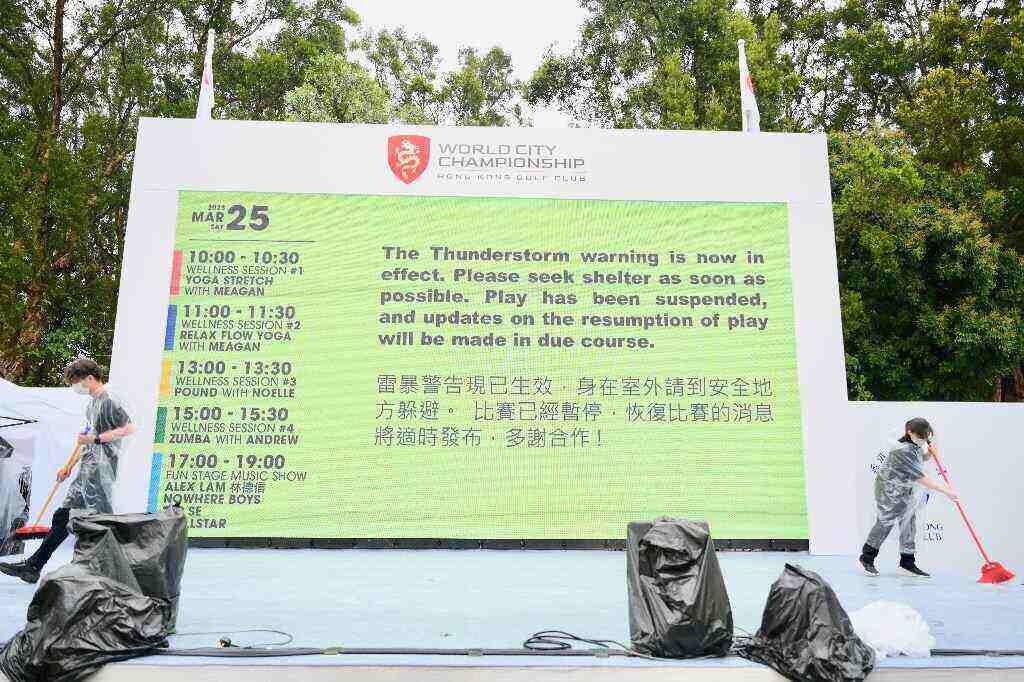 WORLD CITY
CHAMPIONSHIP
HONG KONG GOLF CLUB
2023
MAR 25
SAT
10:00 - 10:30
WELLNESS SESSION #1
YOGA STRETCH
WITH MEAGAN
11:00 - 11:30
WELLNESS SESSION #2
RELAX FLOW YOGA
WITH MEAGAN
13:00 - 13:30
WELLNESS SESSION #3
POUND WITH NOELLE
15:00 - 15:30
WELLNESS SESSION #4
ZUMBA WITH ANDREW
17:00 - 19:00
FUN STAGE MUSIC SHOW
ALEX LAM 林德信
NOWHERE BOYS
SE
LLSTAR
The Thunderstorm warning is now in
effect. Please seek shelter as soon as
possible. Play has been suspended,
and updates on the resumption of play
will be made in due course.
雷暴警告現已生效，身在室外請到安全地
方躲避。 比賽已經暫停，恢復比賽的消息
將適時發布，多謝合作！
ONG
LUB